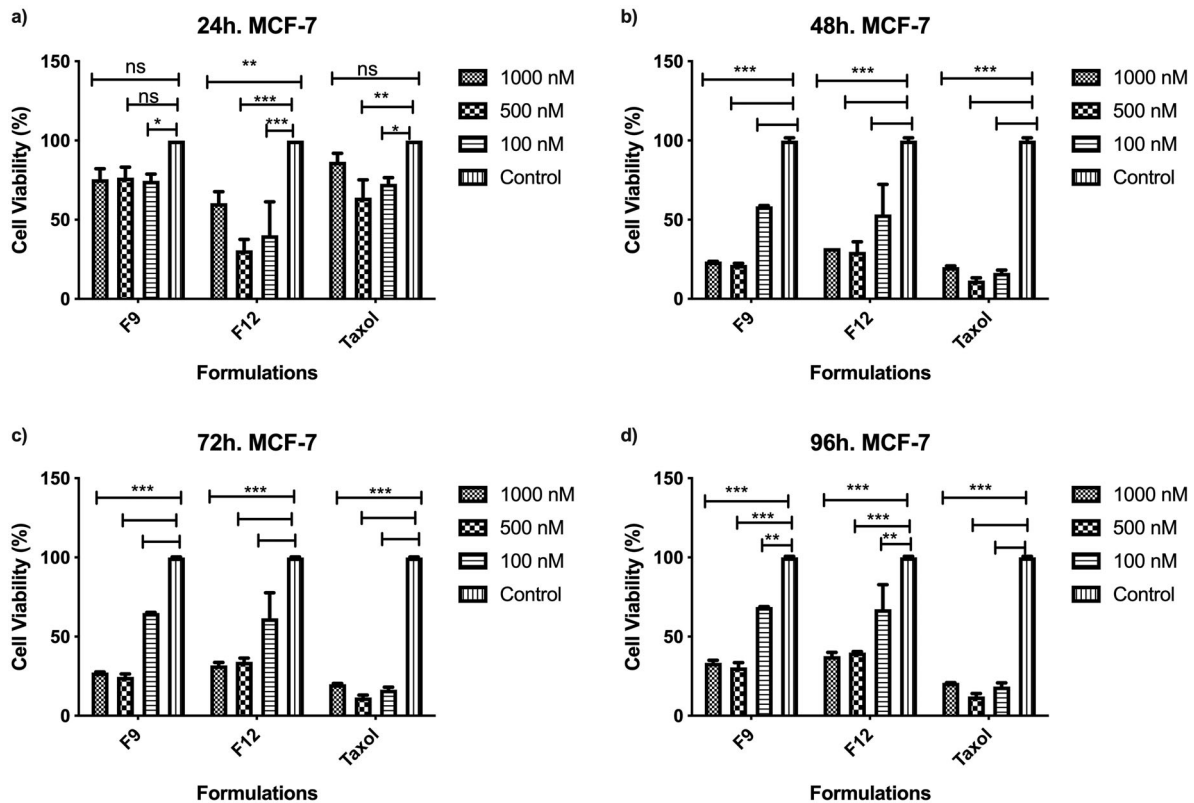 a)
24h. MCF-7
Cell Viability (%)
150
100
50
0
ns
ns
*
**
***
***
ns
**
*
F9
F12
Taxol
Formulations
1000 nM
500 nM
100 nM
Control
b)
48h. MCF-7
Cell Viability (%)
150
100
50
0
***
***
***
F9
F12
Taxol
Formulations
1000 nM
500 nM
100 nM
Control
c)
72h. MCF-7
Cell Viability (%)
150
100
50
0
***
***
***
F9
F12
Taxol
Formulations
1000 nM
500 nM
100 nM
Control
d)
96h. MCF-7
Cell Viability (%)
150
100
50
0
***
***
**
***
***
**
***
F9
F12
Taxol
Formulations
1000 nM
500 nM
100 nM
Control